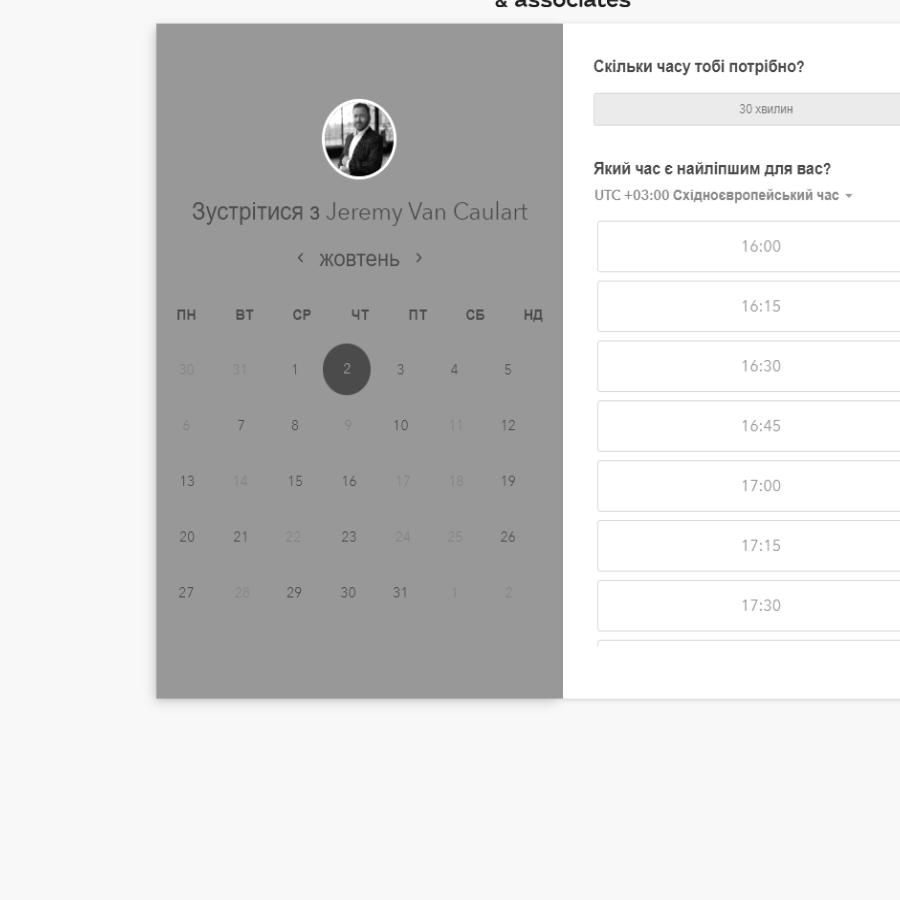 & associates
Зустрітися з Jeremy Van Caulart
‹ жовтень ›
ПН ВТ СР ЧТ ПТ СБ НД
30 31 1 2 3 4 5
6 7 8 9 10 11 12
13 14 15 16 17 18 19
20 21 22 23 24 25 26
27 28 29 30 31 1 2
Скільки часу тобі потрібно?
30 хвилин
Який час є найліпшим для вас?
UTC +03:00 Східноєвропейський час
16:00
16:15
16:30
16:45
17:00
17:15
17:30